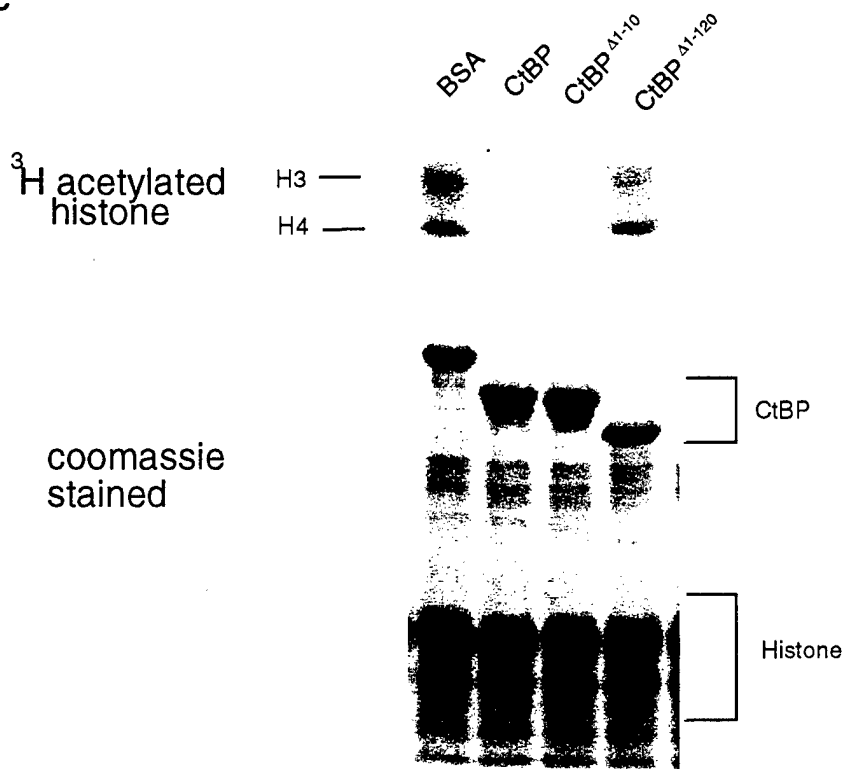 BSA
CtBP
CtBP Δ1-10
CtBP Δ1-120
3H acetylated
histone
H3
H4
coomassie
stained
CtBP
Histone